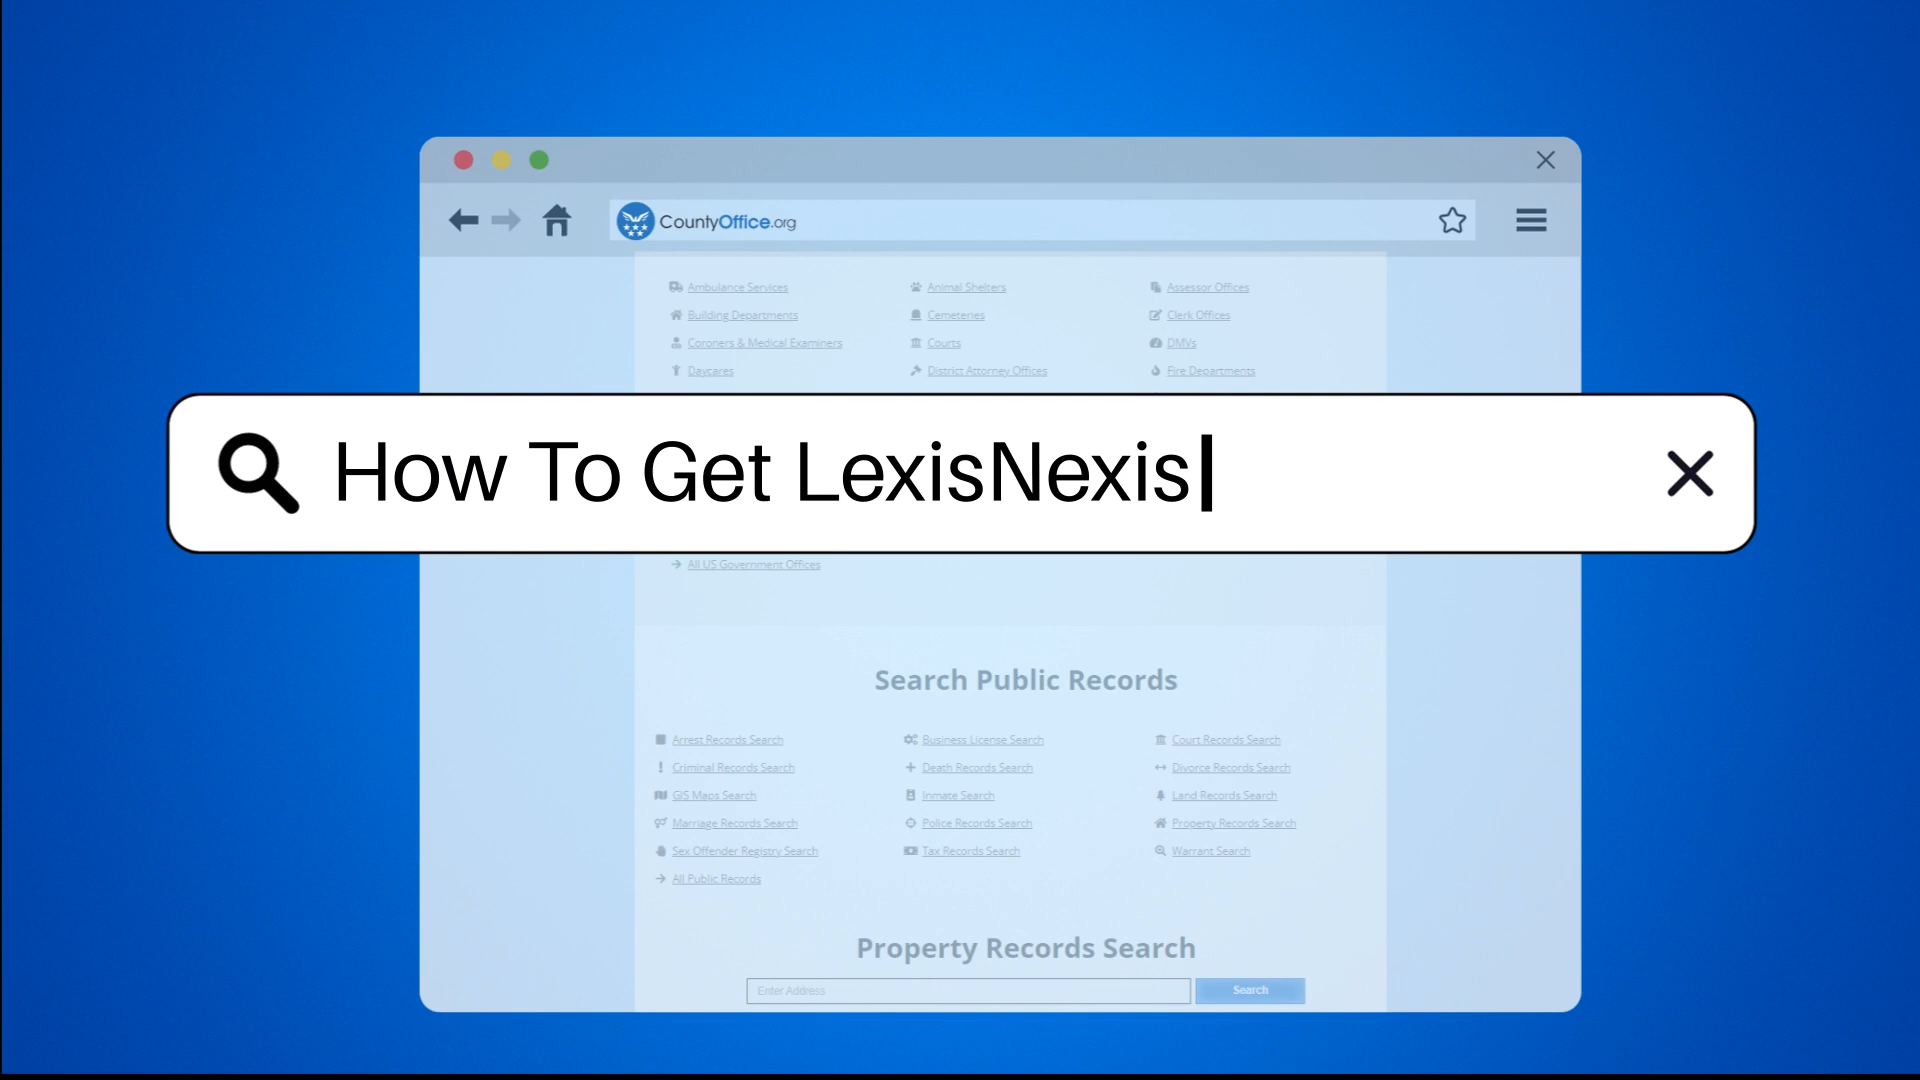 CountyOffice.org
Ambulance Services Animal Shelters Assessor Offices
Building Departments Cemeteries Clerk Offices
Coroners & Medical Examiners Courts DMVs
Daycares District Attorney Offices Fire Departments
How To Get LexisNexis
All US Government Offices
Search Public Records
Arrest Records Search Business License Search Court Records Search
Criminal Records Search Death Records Search Divorce Records Search
GIS Maps Search Inmate Search Land Records Search
Marriage Records Search Police Records Search Property Records Search
Sex Offender Registry Search Tax Records Search Warrant Search
All Public Records
Property Records Search
Enter Address Search